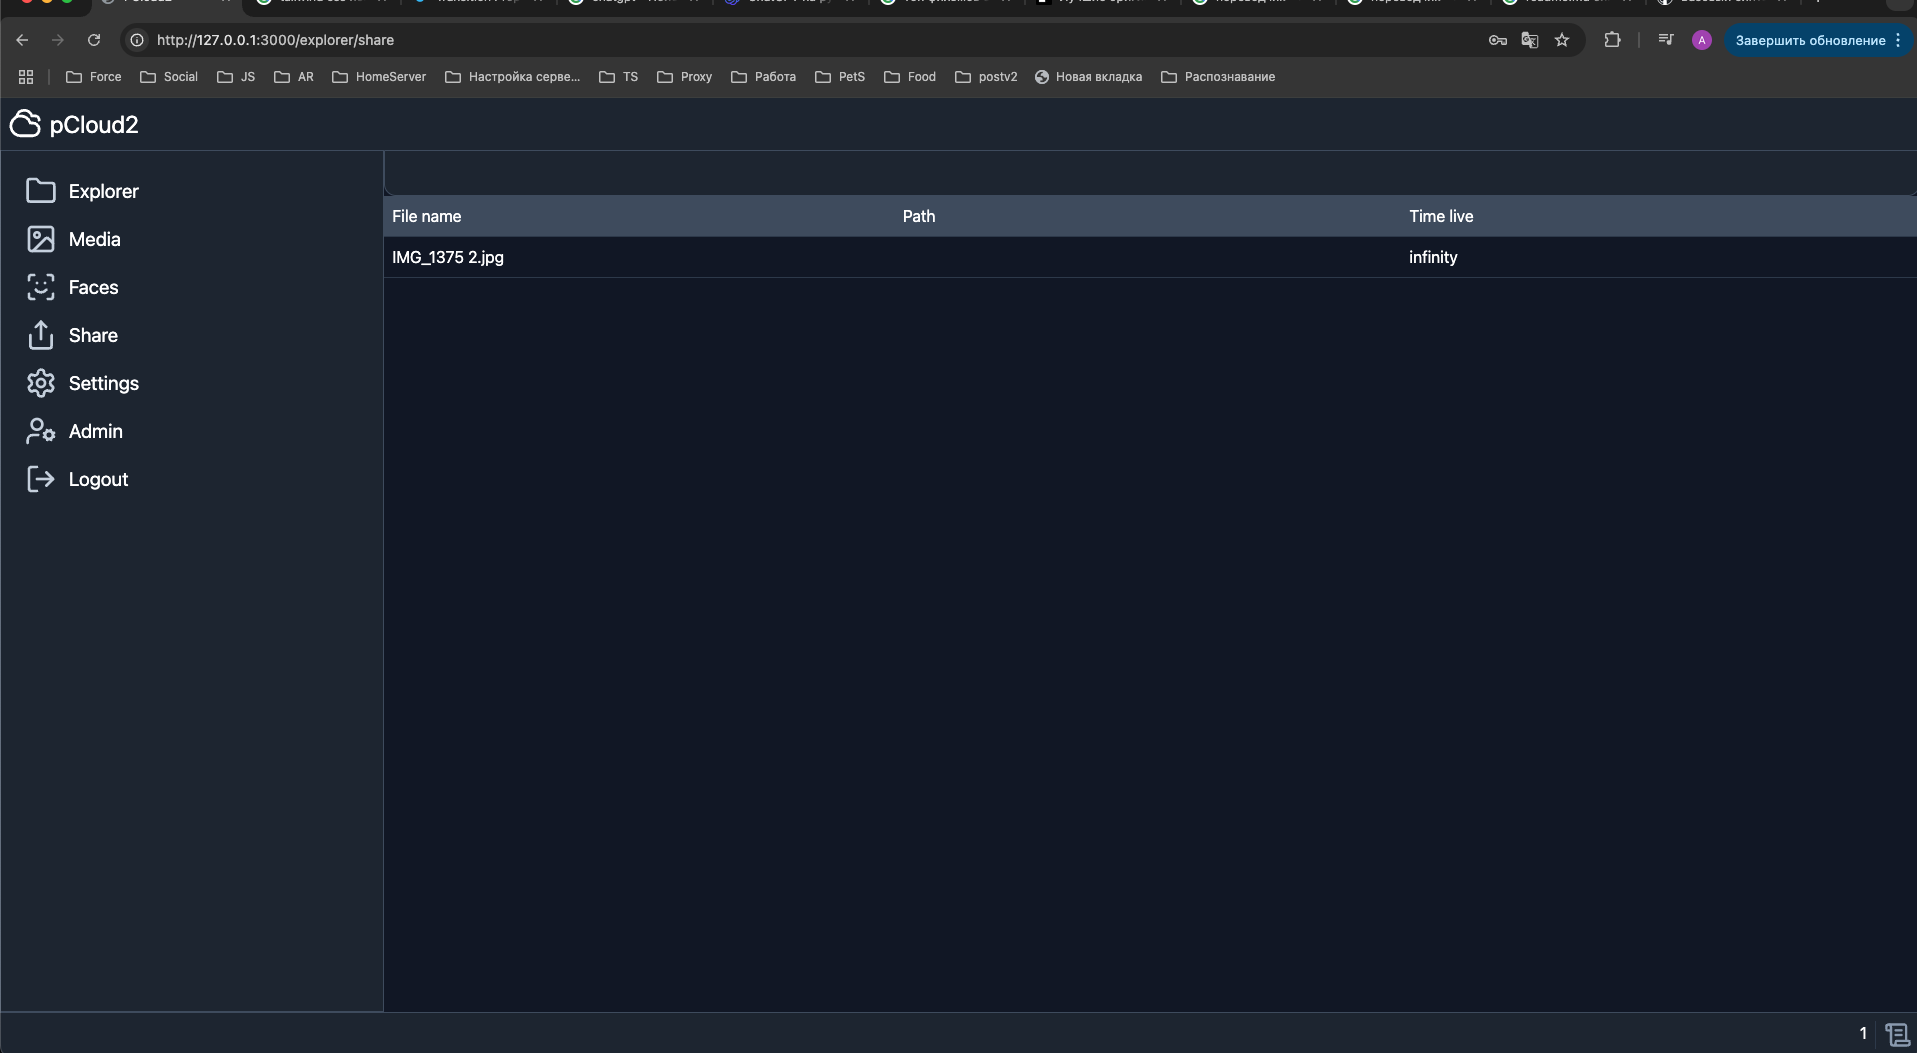 http://127.0.0.1:3000/explorer/share
A
Завершить обновление
Force Social JS AR HomeServer Настройка серве... TS Proxy Работа PetS Food postv2 Новая вкладка Распознавание
pCloud2
Explorer
Media
Faces
Share
Settings
Admin
Logout
File name Path Time live
IMG_1375 2.jpg infinity
1